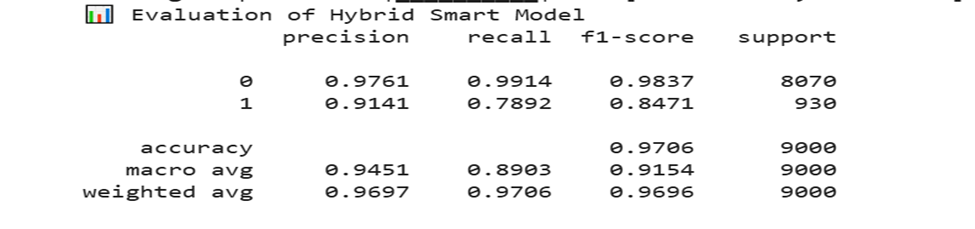 📊 Evaluation of Hybrid Smart Model
precision recall f1-score support
0 0.9761 0.9914 0.9837 8070
1 0.9141 0.7892 0.8471 930
accuracy 0.9706 9000
macro avg 0.9451 0.8903 0.9154 9000
weighted avg 0.9697 0.9706 0.9696 9000